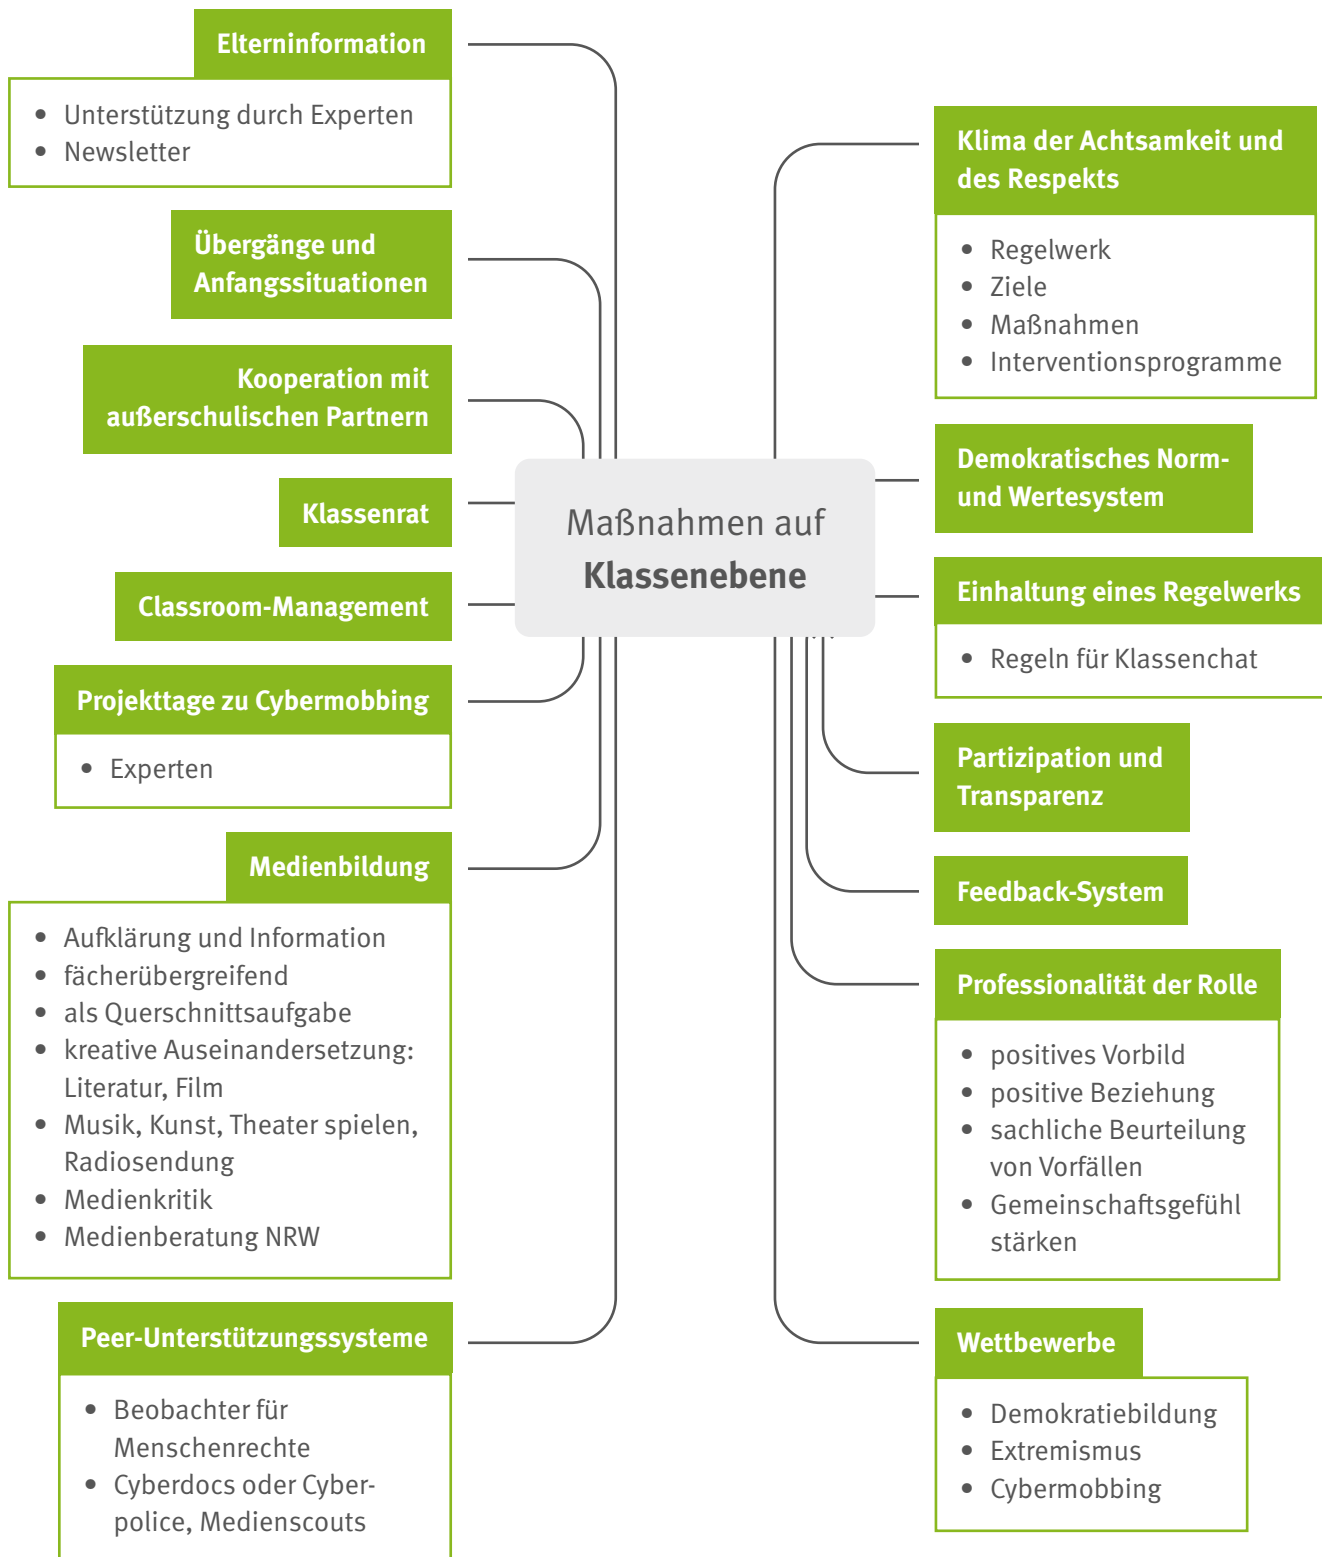 Elterninformation
• Unterstützung durch Experten
• Newsletter
Übergänge und
Anfangssituationen
Kooperation mit
außerschulischen Partnern
Klassenrat
Classroom-Management
Projekttage zu Cybermobbing
• Experten
Medienbildung
• Aufklärung und Information
• fächerübergreifend
• als Querschnittsaufgabe
• kreative Auseinandersetzung:
Literatur, Film
• Musik, Kunst, Theater spielen,
Radiosendung
• Medienkritik
• Medienberatung NRW
Peer-Unterstützungssysteme
• Beobachter für
Menschenrechte
• Cyberdocs oder Cyber-
police, Medienscouts
Maßnahmen auf
Klassenebene
Klima der Achtsamkeit und
des Respekts
• Regelwerk
• Ziele
• Maßnahmen
• Interventionsprogramme
Demokratisches Norm-
und Wertesystem
Einhaltung eines Regelwerks
• Regeln für Klassenchat
Partizipation und
Transparenz
Feedback-System
Professionalität der Rolle
• positives Vorbild
• positive Beziehung
• sachliche Beurteilung
von Vorfällen
• Gemeinschaftsgefühl
stärken
Wettbewerbe
• Demokratiebildung
• Extremismus
• Cybermobbing